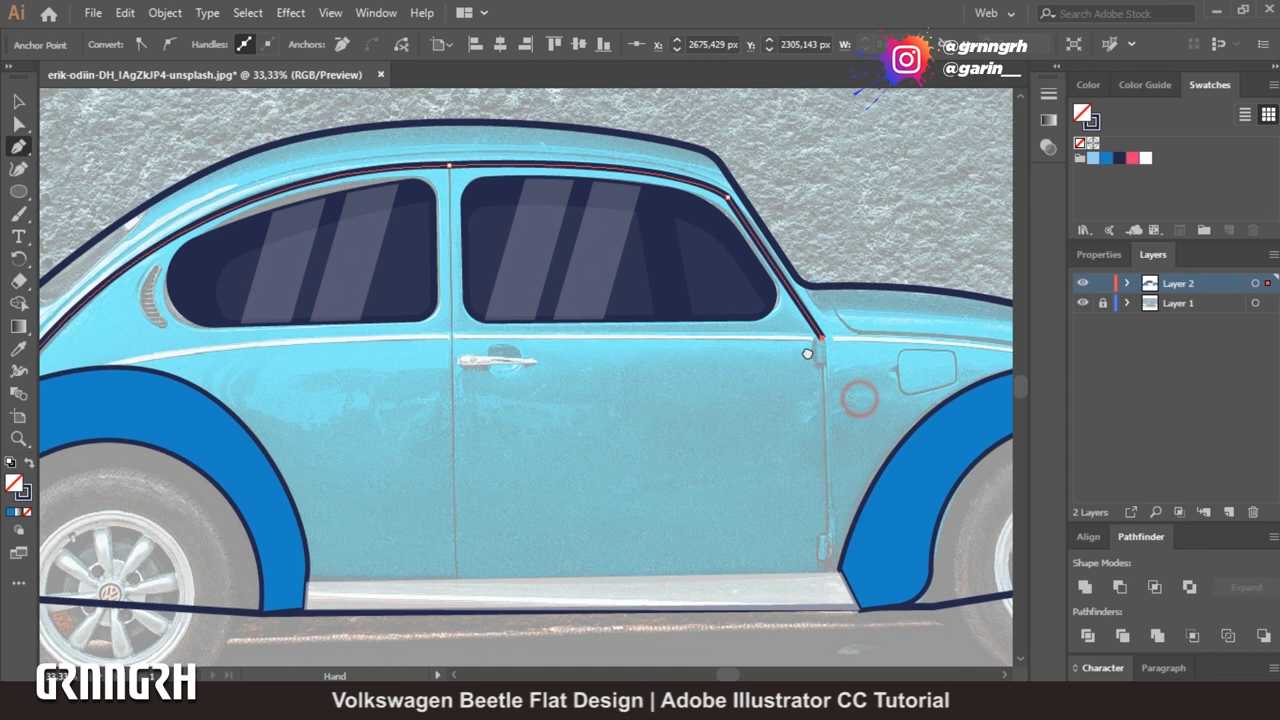 Ai File Edit Object Type Select Effect View Window Help Web Search Adobe Stock
Anchor Point Convert: Handles: Anchors: X: 2675,429 px Y: 2305,143 px W:
@grnngrh
@garin__
erik-odiin-DH_lAgZkJP4-unsplash.jpg* @ 33,33% (RGB/Preview)
Color Color Guide Swatches
Properties Layers
Layer 2
Layer 1
2 Layers
Align Pathfinder
Shape Modes:
Expand
Pathfinders:
Character Paragraph
33,33% 1 Hand
GRNNGRH
Volkswagen Beetle Flat Design | Adobe Illustrator CC Tutorial